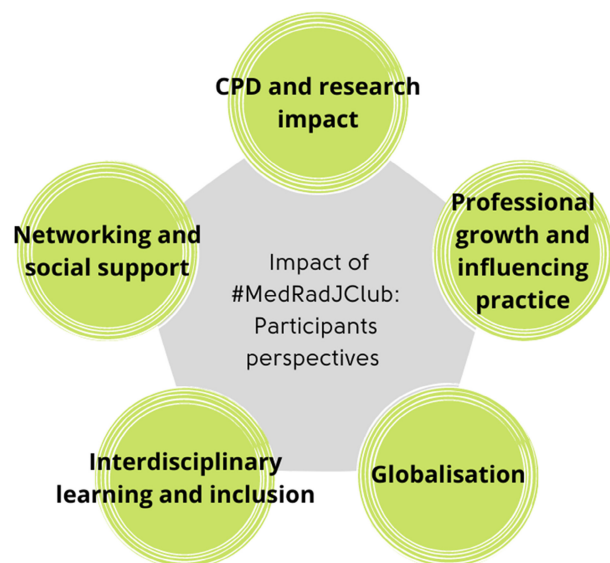 CPD and research
impact
Professional
growth and
influencing
practice
Networking and
social support
Impact of
#MedRadJClub:
Participants
perspectives
Interdisciplinary
learning and inclusion
Globalisation